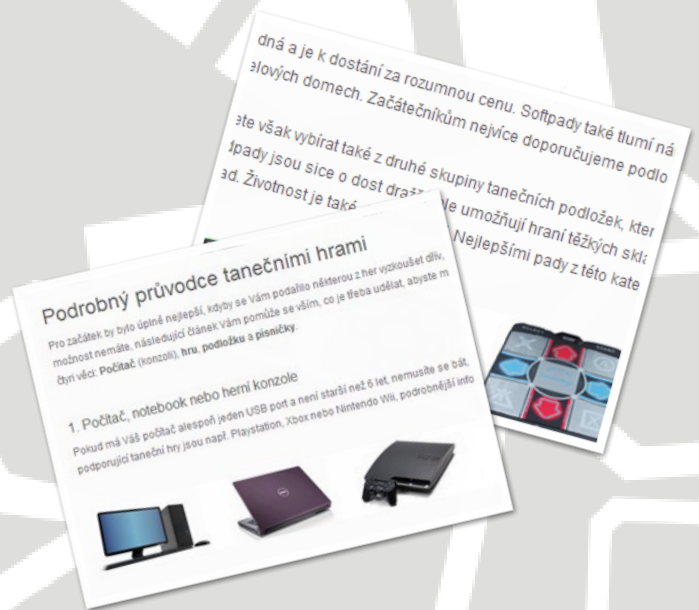 dná a je k dostání za rozumnou cenu. Softpady také tlumí ná
elových domech. Začátečníkům nejvíce doporučujeme podlo
ete však vybírat také z druhé skupiny tanečních podložek, kter
dpady jsou sice o dost draž le umožňují hraní těžkých skla
ad. Životnost je také Nejlepšími pady z této kate
Podrobný průvodce tanečními hrami
Pro začátek by bylo úplně nejlepší, kdyby se Vám podařilo některou z her vyzkoušet dřív,
možnost nemáte, následující článek Vám pomůže se vším, co je třeba udělat, abyste m
čtyři věci: Počítač (konzoli), hru, podložku a písničky.
1. Počítač, notebook nebo herní konzole
Pokud má Váš počítač alespoň jeden USB port a není starší než 6 let, nemusíte se bát,
podporující taneční hry jsou např. Playstation, Xbox nebo Nintendo Wii, podrobnější info